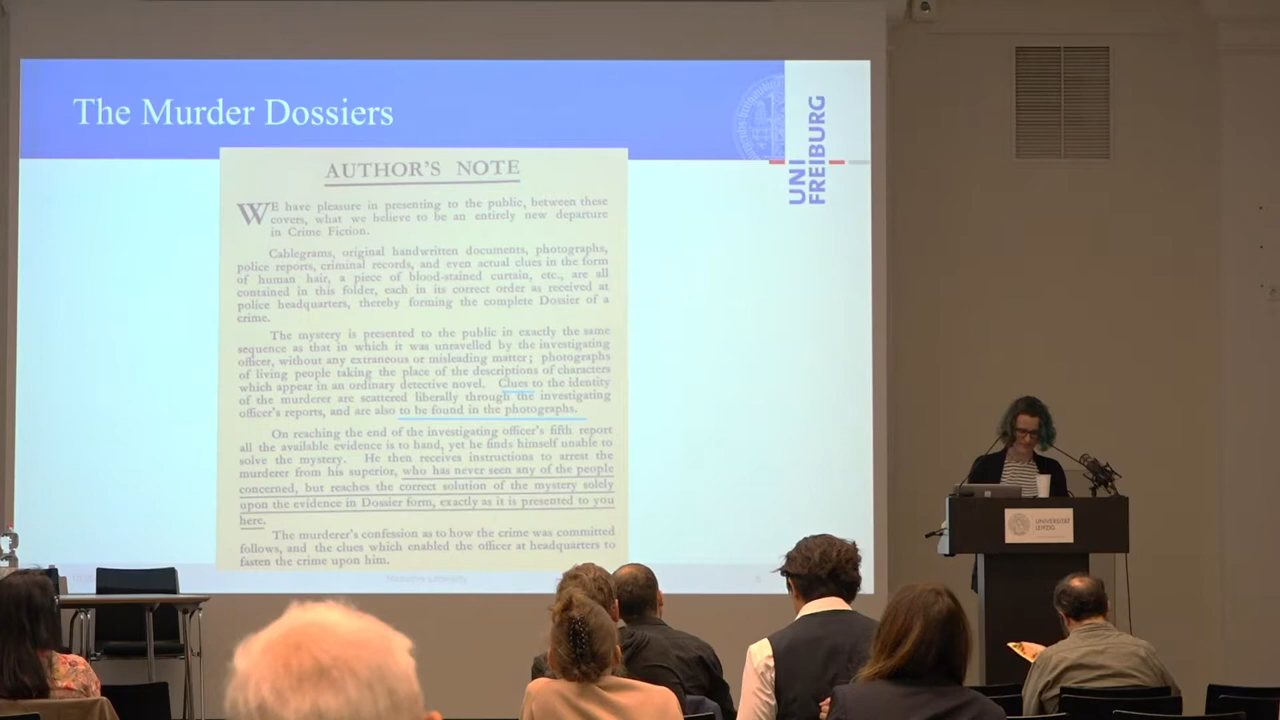 The Murder Dossiers
UNI
FREIBURG
AUTHOR'S NOTE
WE have pleasure in presenting to the public, between these
covers, what we believe to be an entirely new departure
in Crime Fiction.
Cablegrams, original handwritten documents, photographs,
police reports, criminal records, and even actual clues in the form
of human hair, a piece of blood-stained curtain, etc., are all
contained in this folder, each in its correct order as received at
police headquarters, thereby forming the complete Dossier of a
crime.
The mystery is presented to the public in exactly the same
sequence as that in which it was unravelled by the investigating
officer, without any extraneous or misleading matter; photographs
of living people taking the place of the descriptions of characters
which appear in an ordinary detective novel. Clues to the identity
of the murderer are scattered liberally through the investigating
officer's reports, and are also to be found in the photographs.
On reaching the end of the investigating officer's fifth report
all the available evidence is to hand, yet he finds himself unable to
solve the mystery. He then receives instructions to arrest the
murderer from his superior, who has never seen any of the people
concerned, but reaches the correct solution of the mystery solely
upon the evidence in Dossier form, exactly as it is presented to you
here.
The murderer's confession as to how the crime was committed
follows, and the clues which enabled the officer at headquarters to
fasten the crime upon him.
UNIVERSITÄT
LEIPZIG